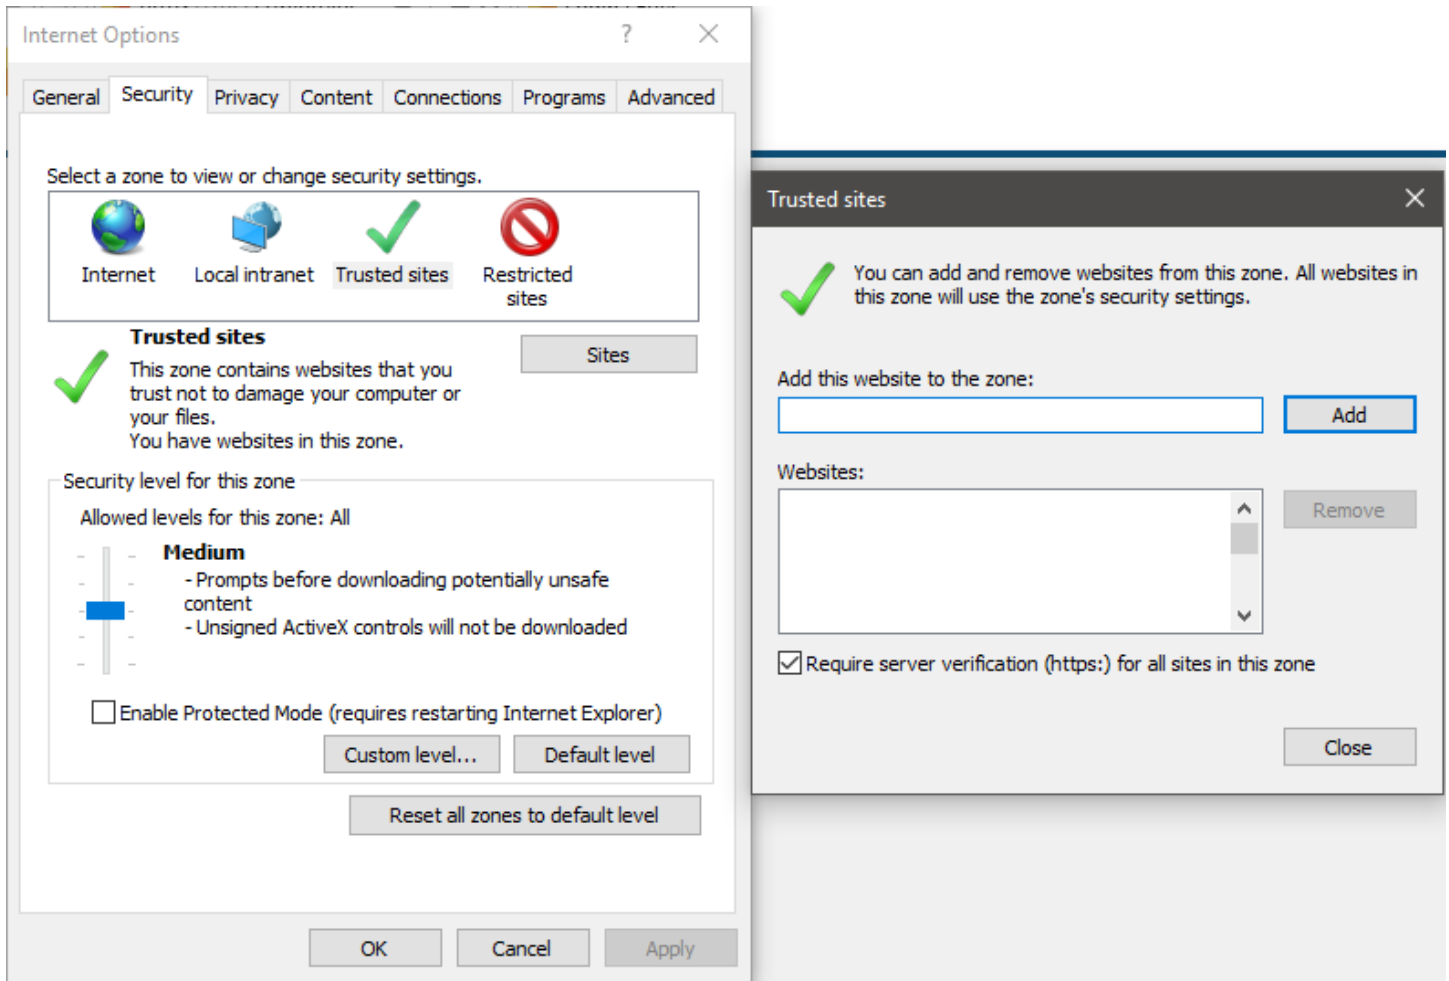 Internet Options
?
General Security Privacy Content Connections Programs Advanced
Select a zone to view or change security settings.
Internet
Local intranet
Trusted sites
Restricted
sites
Trusted sites
Sites
This zone contains websites that you
trust not to damage your computer or
your files.
You have websites in this zone.
Security level for this zone
Allowed levels for this zone: All
Medium
- Prompts before downloading potentially unsafe
content
- Unsigned ActiveX controls will not be downloaded
Enable Protected Mode (requires restarting Internet Explorer)
Custom level...
Default level
Reset all zones to default level
OK
Cancel
Apply
Trusted sites
You can add and remove websites from this zone. All websites in
this zone will use the zone's security settings.
Add this website to the zone:
Add
Websites:
Remove
Require server verification (https:) for all sites in this zone
Close